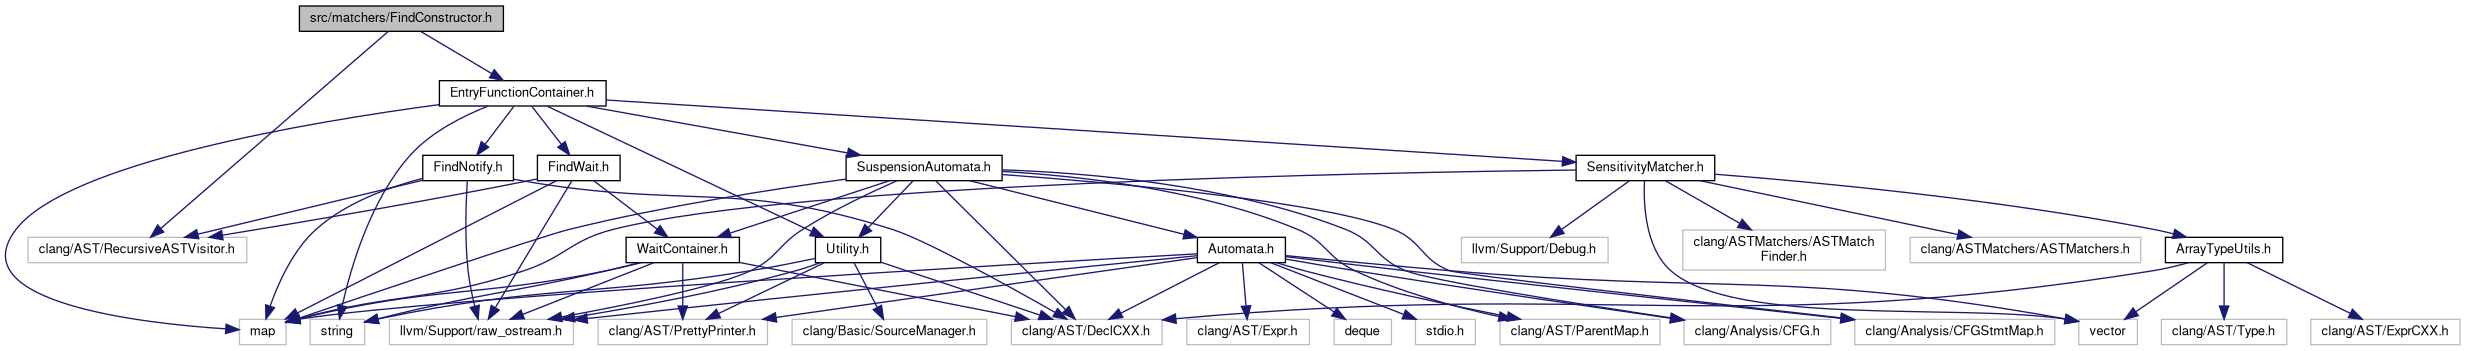 src/matchers/FindConstructor.h
EntryFunctionContainer.h
FindNotify.h
FindWait.h
SuspensionAutomata.h
SensitivityMatcher.h
clang/AST/RecursiveASTVisitor.h
WaitContainer.h
Utility.h
Automata.h
llvm/Support/Debug.h
clang/ASTMatchers/ASTMatch
Finder.h
clang/ASTMatchers/ASTMatchers.h
ArrayTypeUtils.h
map
string
llvm/Support/raw_ostream.h
clang/AST/PrettyPrinter.h
clang/Basic/SourceManager.h
clang/AST/DeclCXX.h
clang/AST/Expr.h
deque
stdio.h
clang/AST/ParentMap.h
clang/Analysis/CFG.h
clang/Analysis/CFGStmtMap.h
vector
clang/AST/Type.h
clang/AST/ExprCXX.h